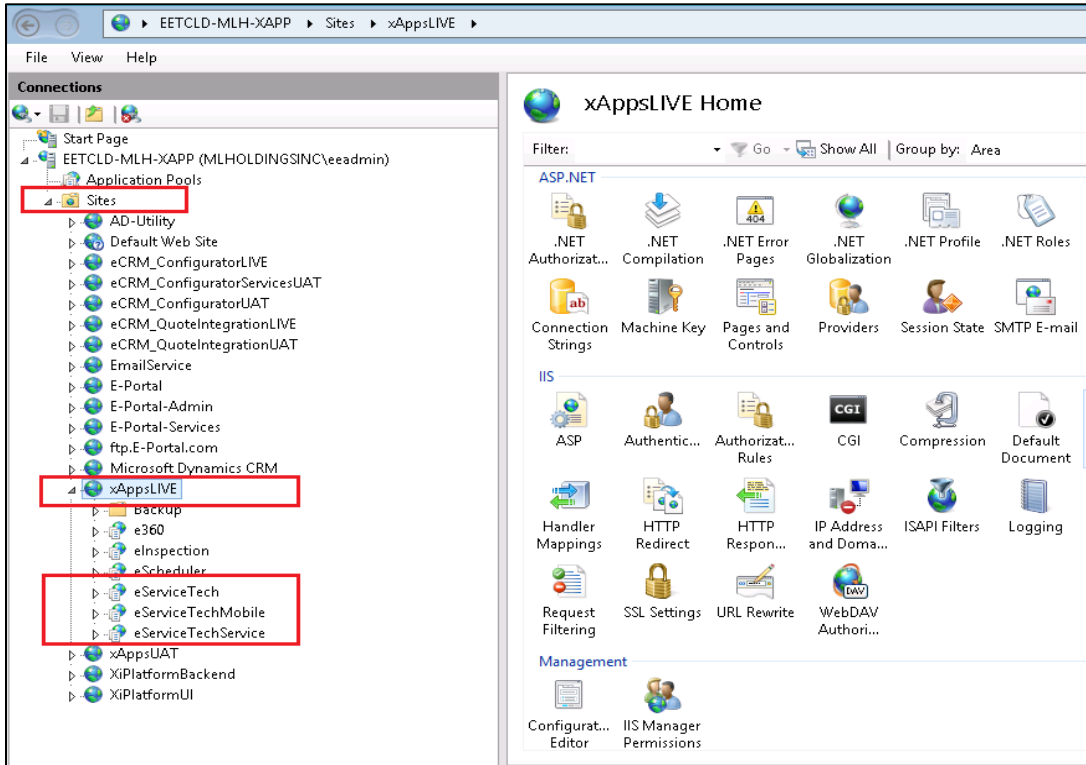 EETCLD-MLH-XAPP Sites xAppsLIVE
File View Help
Connections
Start Page
EETCLD-MLH-XAPP (MLHOLDINGSINC\eeadmin)
Application Pools
Sites
AD-Utility
Default Web Site
eCRM_ConfiguratorLIVE
eCRM_ConfiguratorServicesUAT
eCRM_ConfiguratorUAT
eCRM_QuoteIntegrationLIVE
eCRM_QuoteIntegrationUAT
EmailService
E-Portal
E-Portal-Admin
E-Portal-Services
ftp.E-Portal.com
Microsoft Dynamics CRM
xAppsLIVE
Backup
e360
eInspection
eScheduler
eServiceTech
eServiceTechMobile
eServiceTechService
xAppsUAT
XiPlatformBackend
XiPlatformUI
xAppsLIVE Home
Filter: Go Show All Group by: Area
ASP.NET
.NET .NET .NET Error .NET .NET Profile .NET Roles
Authorizat... Compilation Pages Globalization
404
ab
Connection Machine Key Pages and Providers Session State SMTP E-mail
Strings Controls
IIS
CGI
ASP Authentic... Authorizat... CGI Compression Default
Rules Document
Handler HTTP HTTP IP Address ISAPI Filters Logging
Mappings Redirect Respon... and Doma...
DAV
Request SSL Settings URL Rewrite WebDAV
Filtering Authori...
Management
Configurat... IIS Manager
Editor Permissions